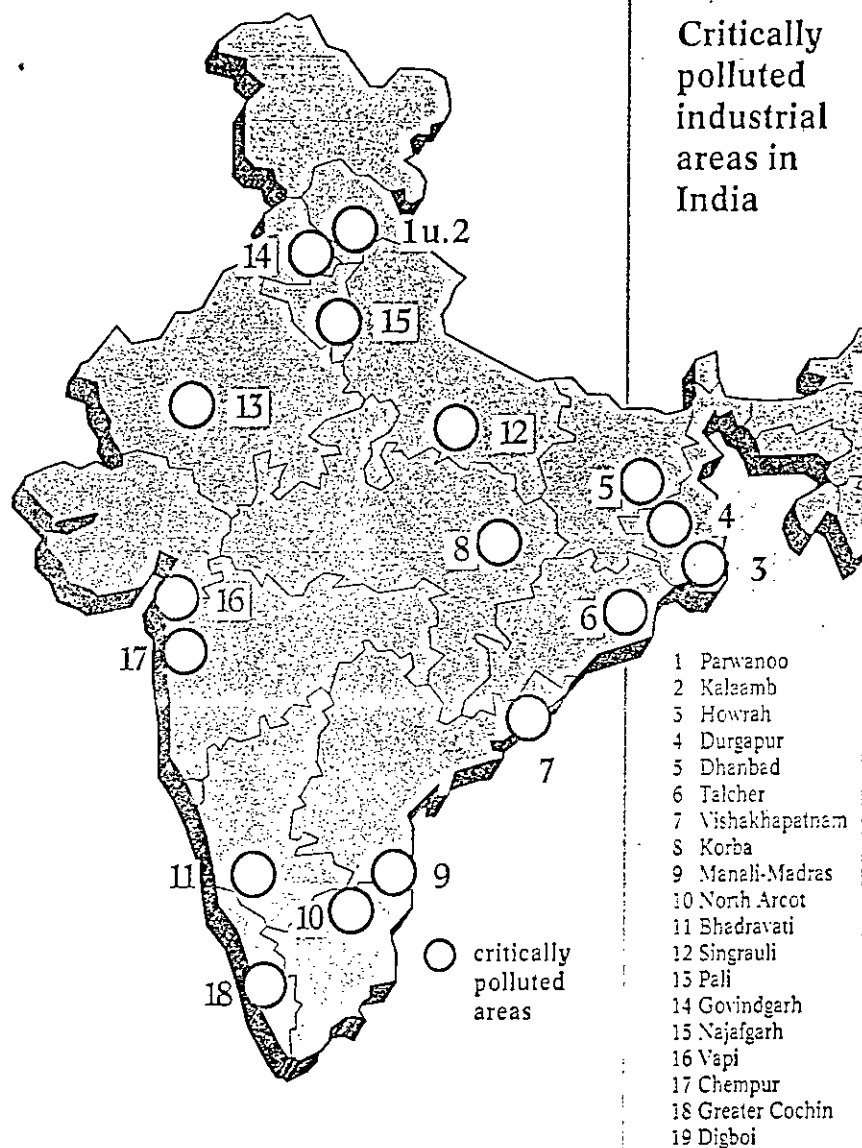 Critically
polluted
industrial
areas in
India
1u.2
14
15
13
12
5
4
8
3
16
6
17
7
11
9
10
18
critically
polluted
areas
1 Parwanoo
2 Kalaamb
3 Howrah
4 Durgapur
5 Dhanbad
6 Talcher
7 Vishakhapatnam
8 Korba
9 Manali-Madras
10 North Arcot
11 Bhadravati
12 Singrauli
13 Pali
14 Govindgarh
15 Najafgarh
16 Vapi
17 Chempur
18 Greater Cochin
19 Digboi